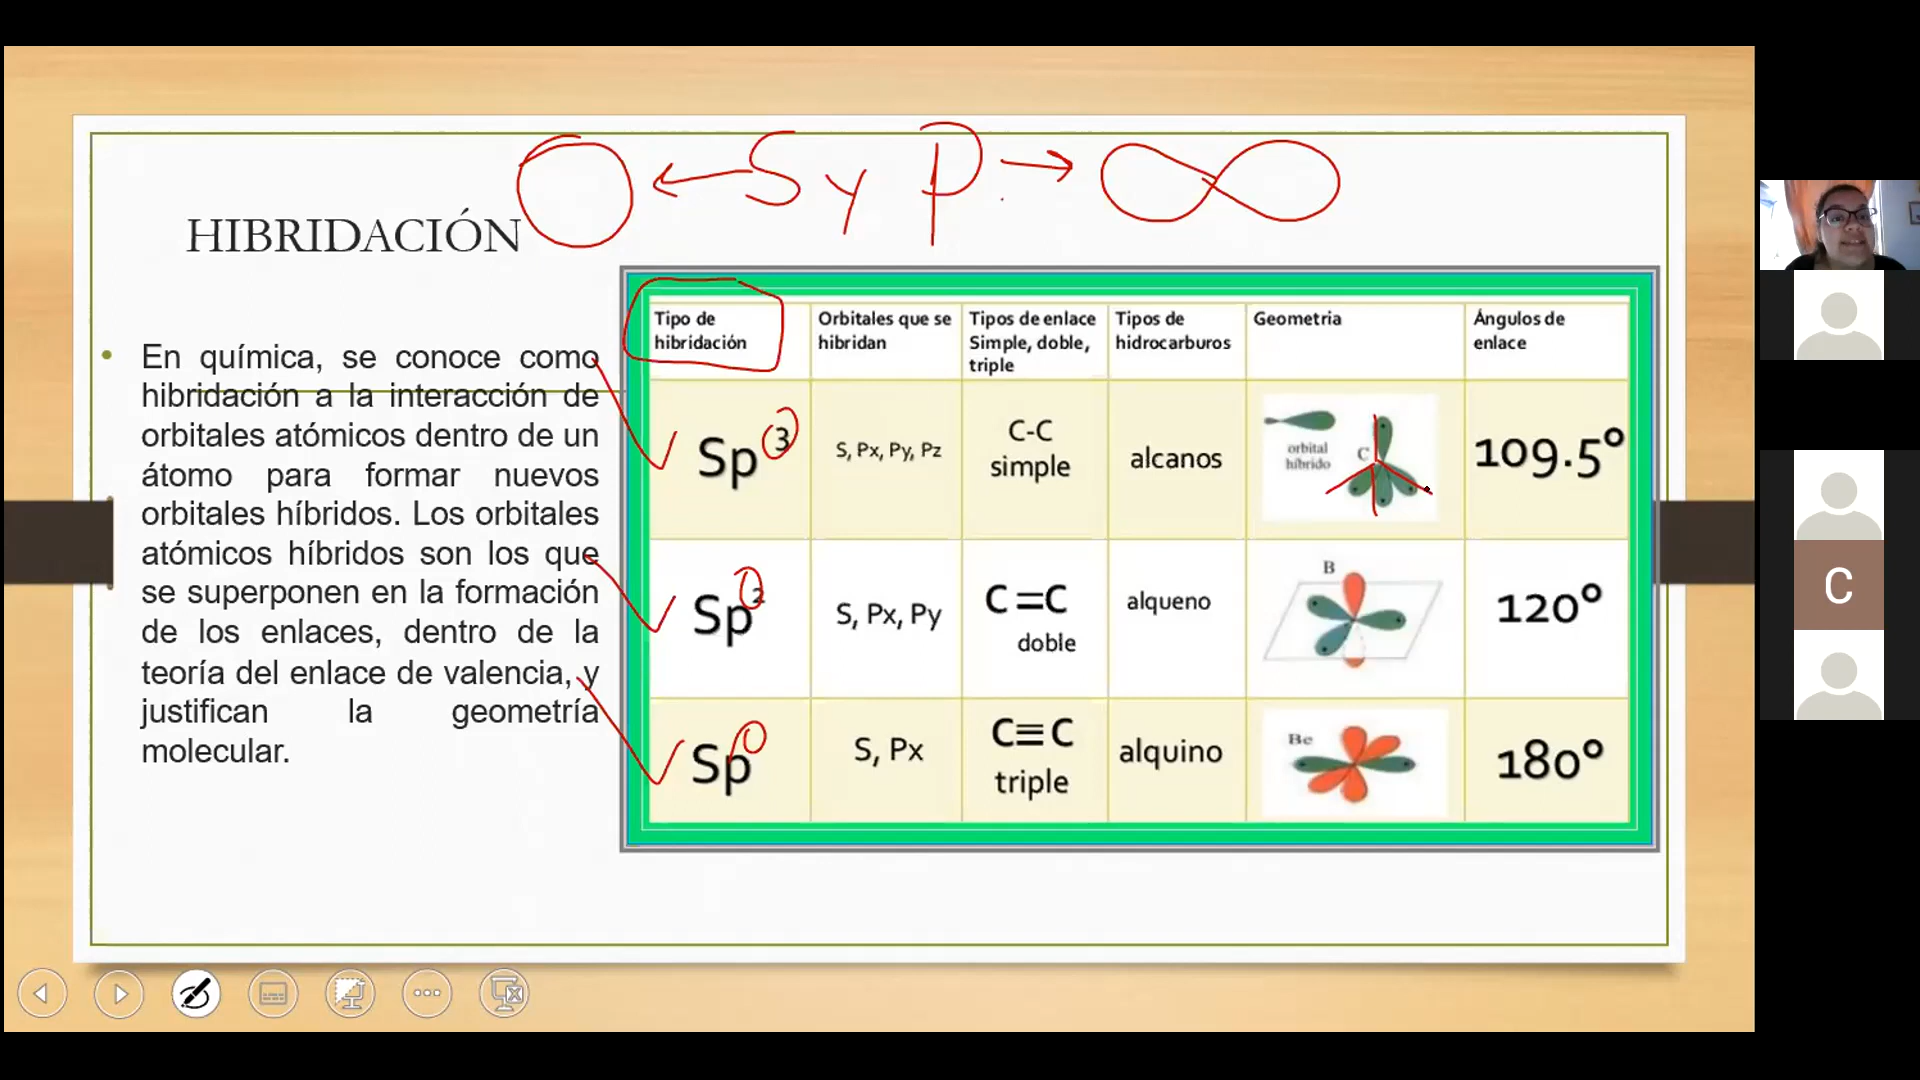 S y P
HIBRIDACIÓN
• En química, se conoce como
hibridación a la interacción de
orbitales atómicos dentro de un
átomo para formar nuevos
orbitales híbridos. Los orbitales
atómicos híbridos son los que
se superponen en la formación
de los enlaces, dentro de la
teoría del enlace de valencia, y
justifican la geometría
molecular.
Tipo de
hibridación
Orbitales que se
hibridan
Tipos de enlace
Simple, doble,
triple
Tipos de
hidrocarburos
Geometria
Ángulos de
enlace
Sp3
S, Px, Py, Pz
C-C
simple
alcanos
orbital
híbrido
C
109.5°
Sp2
S, Px, Py
C=C
doble
alqueno
B
120°
Sp
S, Px
C≡C
triple
alquino
Be
180°
C